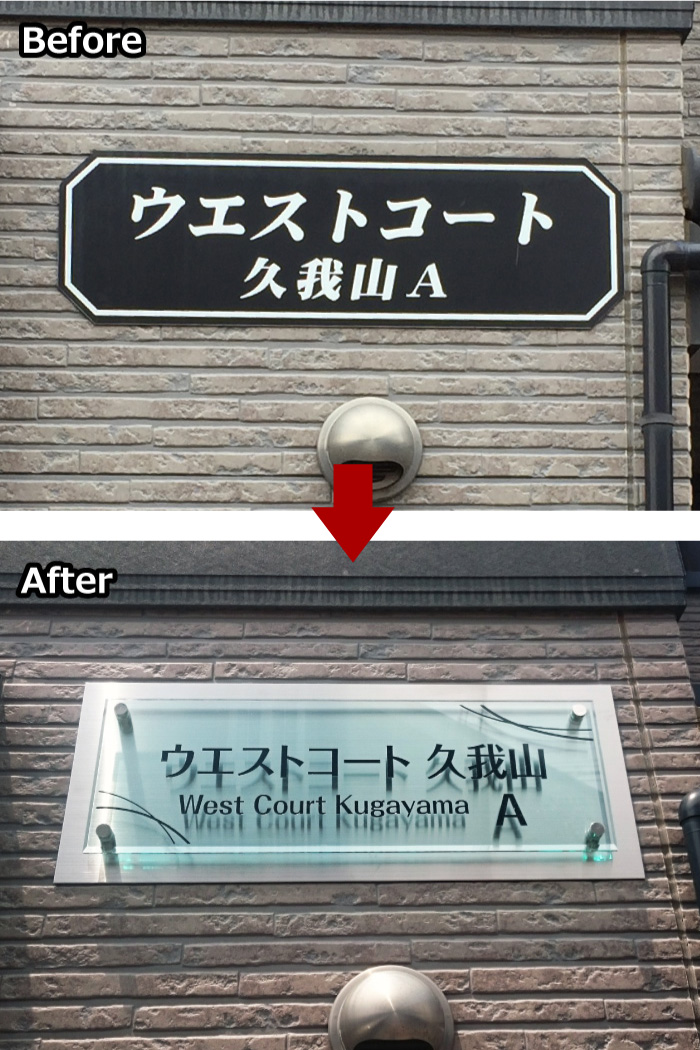 Before
ウエストコート
久我山A
After
ウエストコート 久我山
West Court Kugayama A